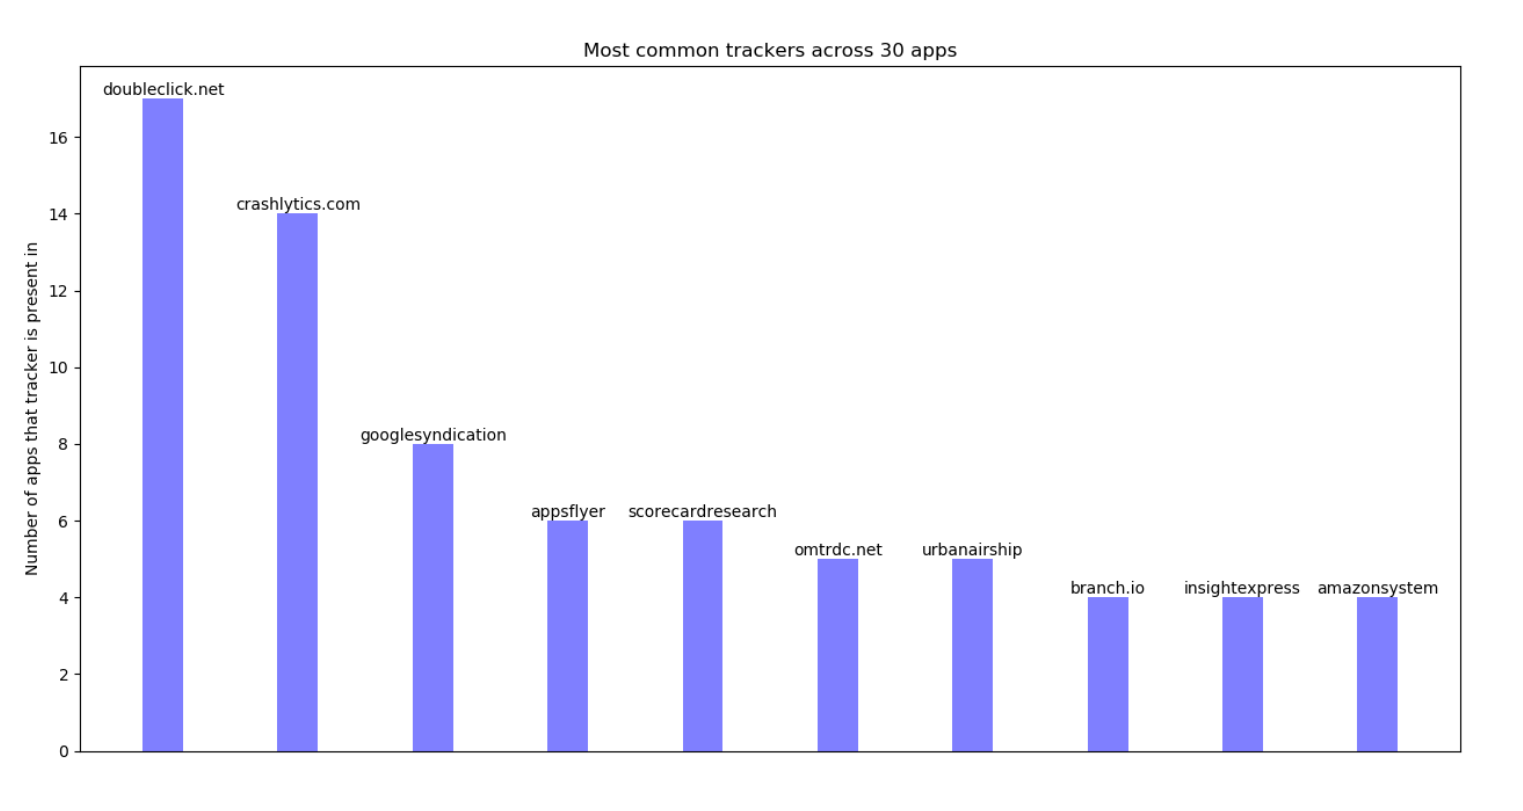 Most common trackers across 30 apps
Number of apps that tracker is present in
16
14
12
10
8
6
4
2
0
doubleclick.net
crashlytics.com
googlesyndication
appsflyer
scorecardresearch
omtrdc.net
urbanairship
branch.io
insightexpress
amazonsystem